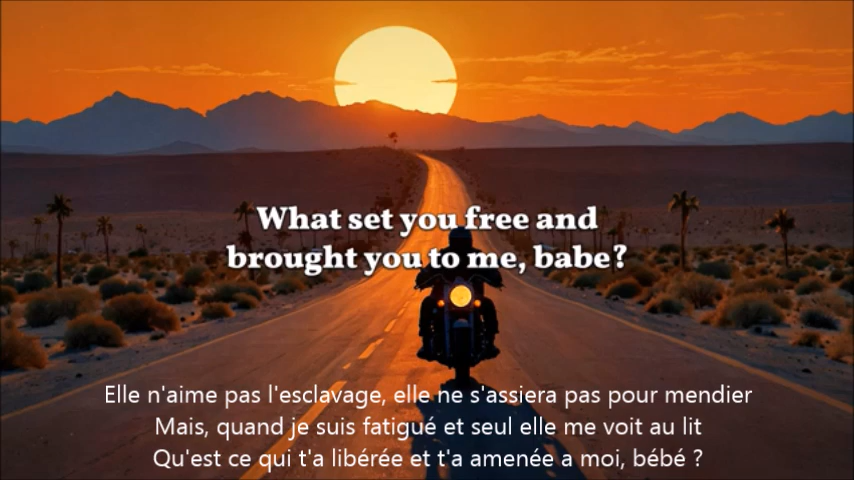 What set you free and
brought you to me, babe?
Elle n'aime pas l'esclavage, elle ne s'assiera pas pour mendier
Mais, quand je suis fatigué et seul elle me voit au lit
Qu'est ce qui t'a libérée et t'a amenée a moi, bébé ?